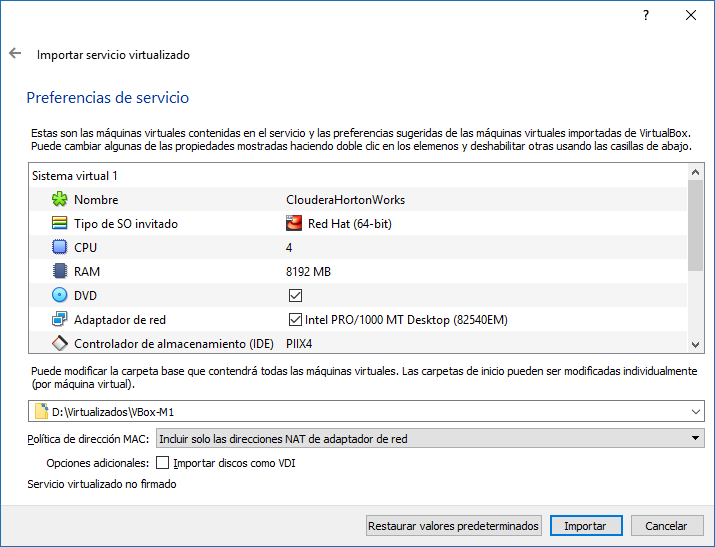 ?
Importar servicio virtualizado
Preferencias de servicio
Estas son las máquinas virtuales contenidas en el servicio y las preferencias sugeridas de las máquinas virtuales importadas de VirtualBox.
Puede cambiar algunas de las propiedades mostradas haciendo doble clic en los elemenos y deshabilitar otras usando las casillas de abajo.
Sistema virtual 1
Nombre ClouderaHortonWorks
Tipo de SO invitado Red Hat (64-bit)
CPU 4
RAM 8192 MB
DVD
Adaptador de red Intel PRO/1000 MT Desktop (82540EM)
Controlador de almacenamiento (IDE) PIIX4
Puede modificar la carpeta base que contendrá todas las máquinas virtuales. Las carpetas de inicio pueden ser modificadas individualmente
(por máquina virtual).
D:\Virtualizados\VBox-M1
Política de dirección MAC: Incluir solo las direcciones NAT de adaptador de red
Opciones adicionales: Importar discos como VDI
Servicio virtualizado no firmado
Restaurar valores predeterminados Importar Cancelar